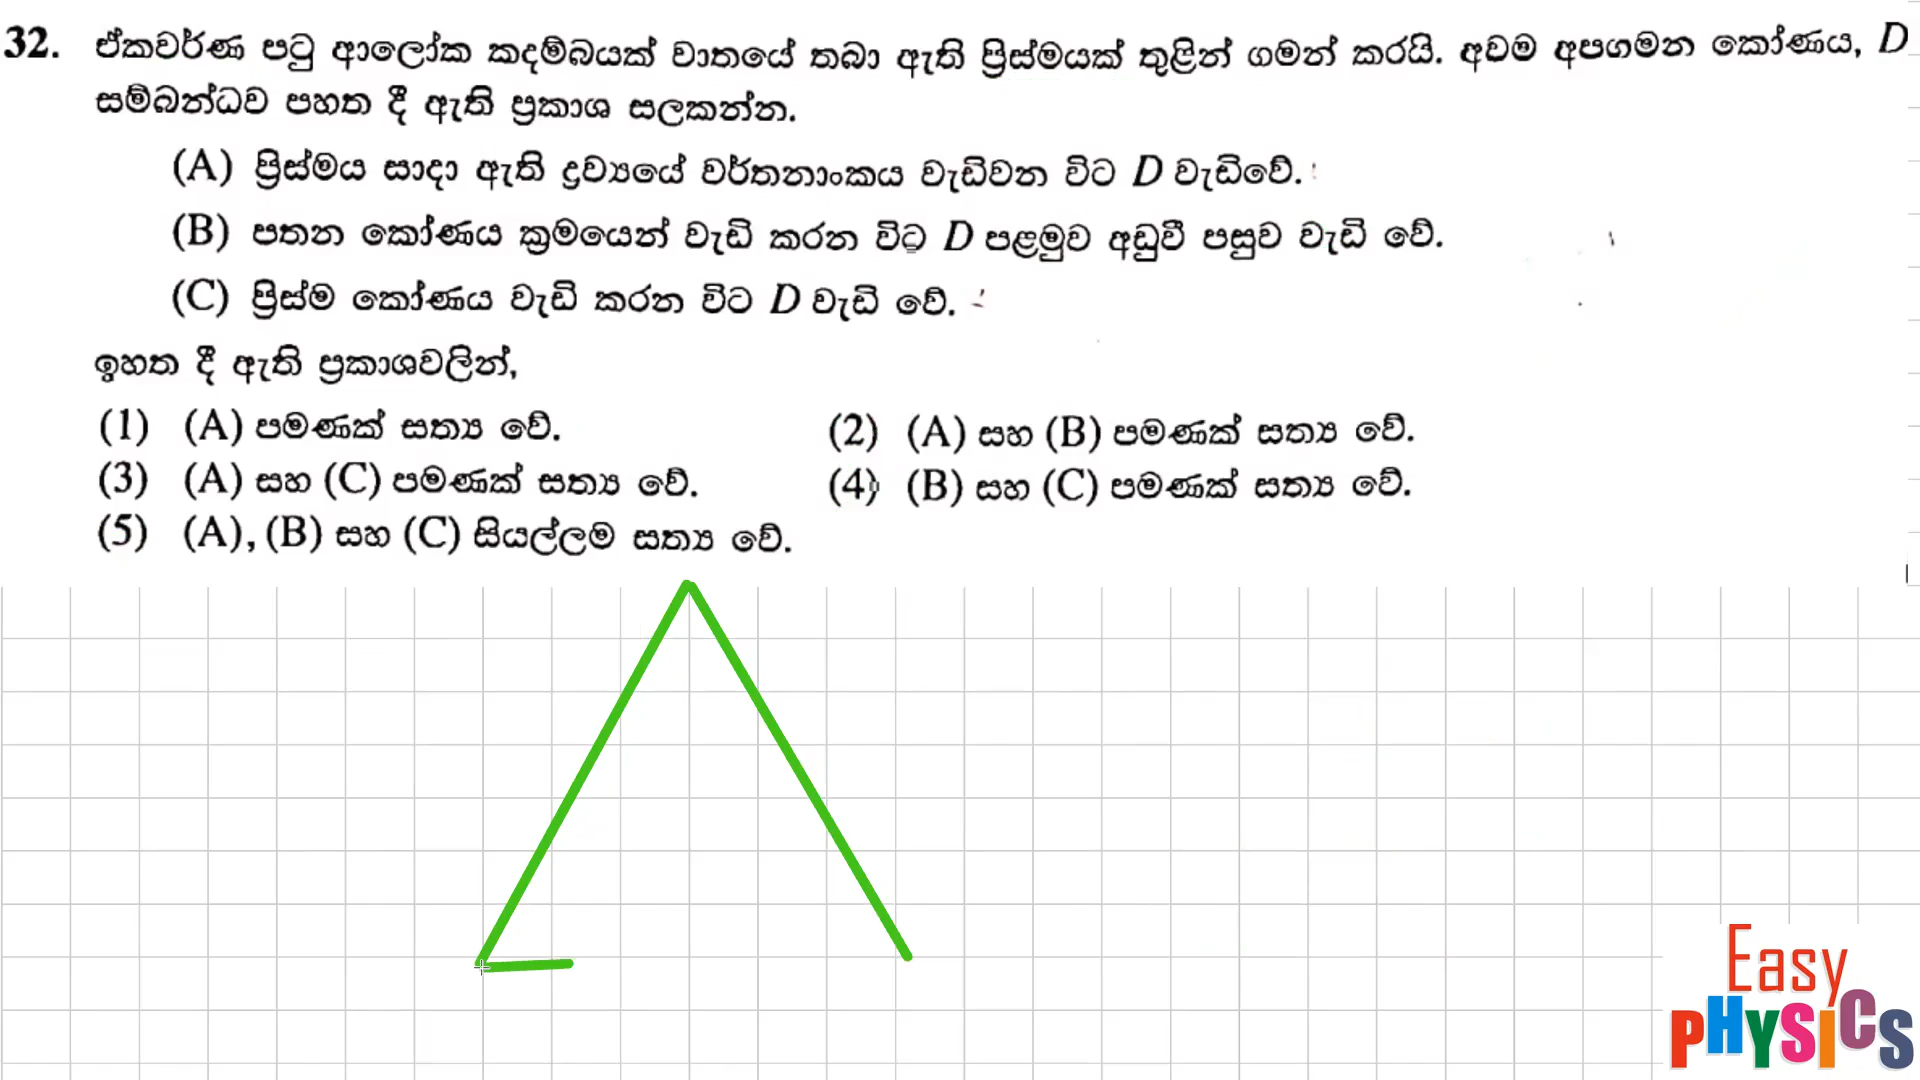 32. ඒකවර්ණ පටු ආලෝක කදම්බයක් වාතයේ තබා ඇති ප්‍රිස්මයක් තුළින් ගමන් කරයි. අවම අපගමන කෝණය, D
සම්බන්ධව පහත දී ඇති ප්‍රකාශ සලකන්න.
(A) ප්‍රිස්මය සාදා ඇති ද්‍රව්‍යයේ වර්තනාංකය වැඩිවන විට D වැඩිවේ.
(B) පතන කෝණය ක්‍රමයෙන් වැඩි කරන විට D පළමුව අඩුවී පසුව වැඩි වේ.
(C) ප්‍රිස්ම කෝණය වැඩි කරන විට D වැඩි වේ.
ඉහත දී ඇති ප්‍රකාශවලින්,
(1) (A) පමණක් සත්‍ය වේ. (2) (A) සහ (B) පමණක් සත්‍ය වේ.
(3) (A) සහ (C) පමණක් සත්‍ය වේ. (4) (B) සහ (C) පමණක් සත්‍ය වේ.
(5) (A), (B) සහ (C) සියල්ලම සත්‍ය වේ.
Easy
PHYSICS